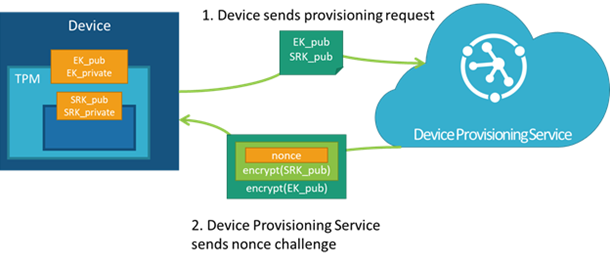 1. Device sends provisioning request
Device
EK_pub
EK_private
TPM
SRK_pub
SRK_private
EK_pub
SRK_pub
Device Provisioning Service
nonce
encrypt(SRK_pub)
encrypt(EK_pub)
2. Device Provisioning Service
sends nonce challenge